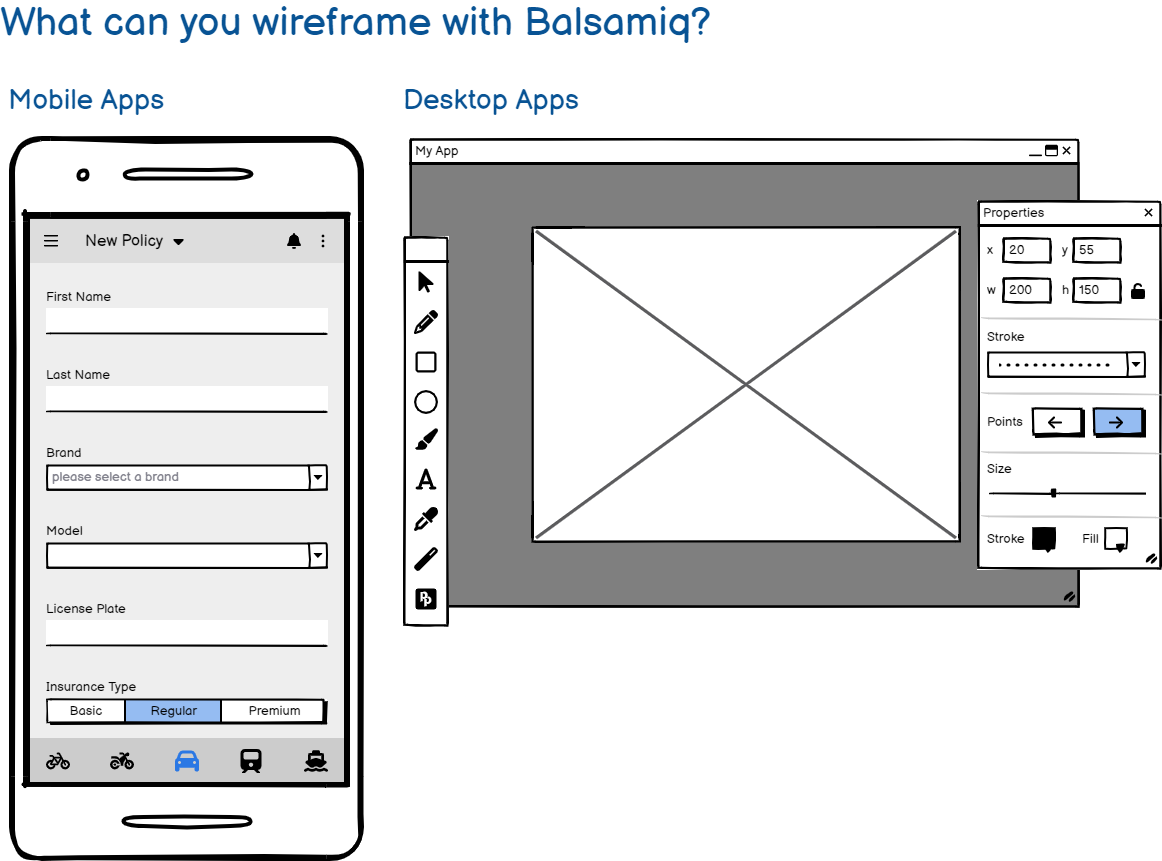 What can you wireframe with Balsamiq?
Mobile Apps
New Policy
First Name
Last Name
Brand
please select a brand
Model
License Plate
Insurance Type
Basic Regular Premium
Desktop Apps
My App
A
Properties
x 20 y 55
w 200 h 150
Stroke
Points
Size
Stroke Fill